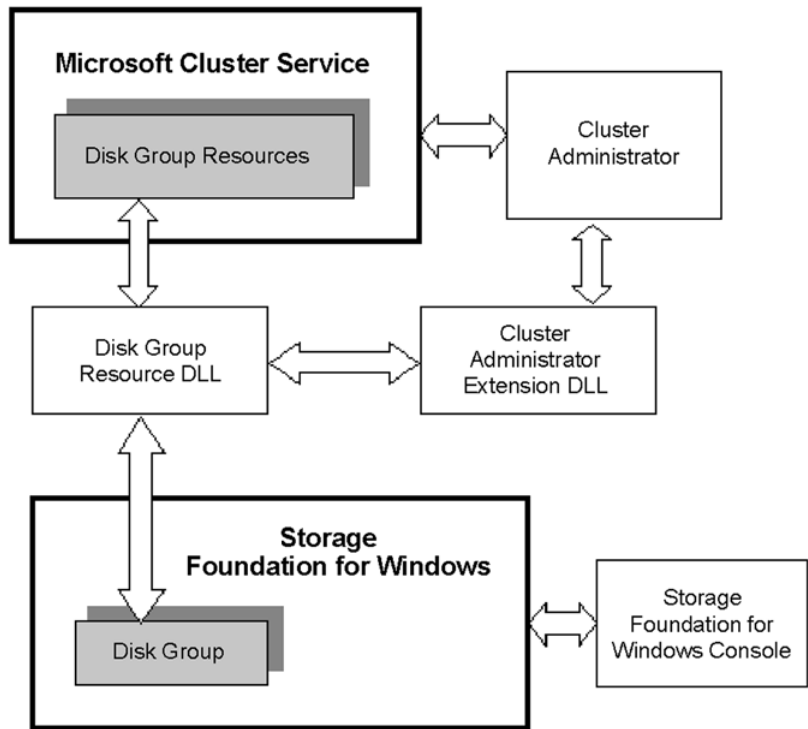 Microsoft Cluster Service
Disk Group Resources
Cluster
Administrator
Disk Group
Resource DLL
Cluster
Administrator
Extension DLL
Storage
Foundation for Windows
Disk Group
Storage
Foundation for
Windows Console